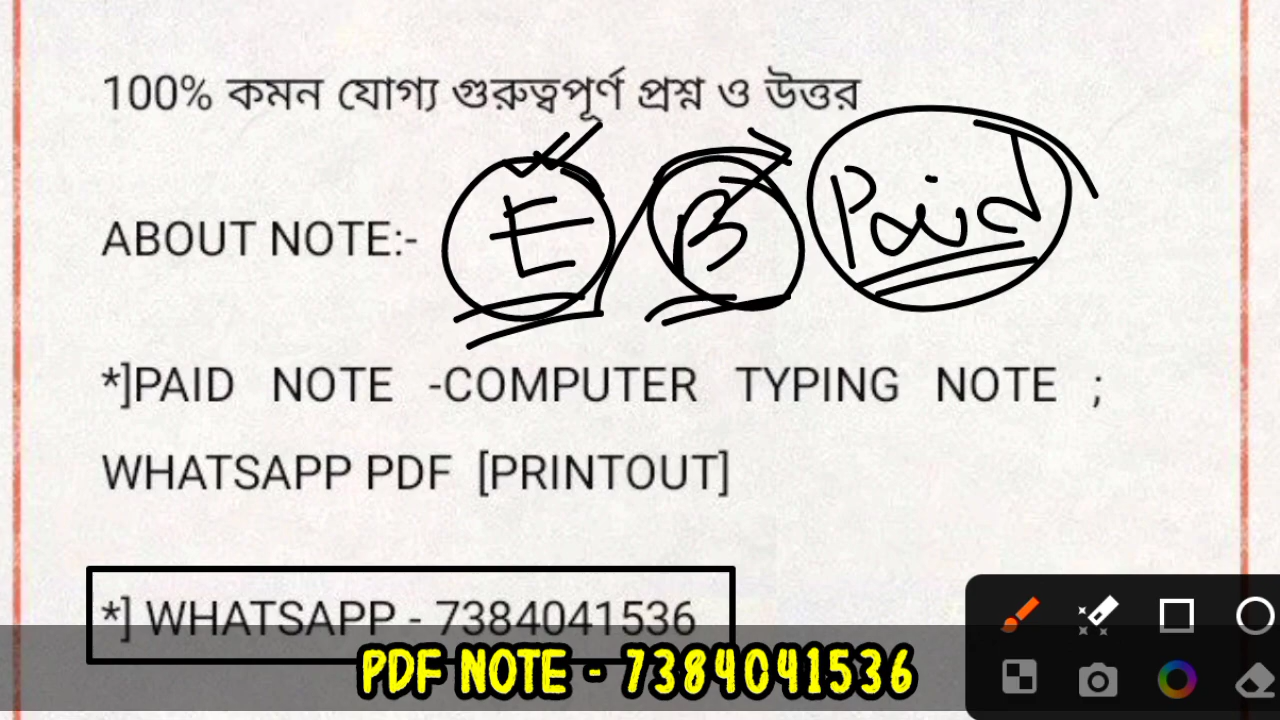 100% কমন যোগ্য গুরুত্বপূর্ণ প্রশ্ন ও উত্তর
ABOUT NOTE:- E / B Paid
*]PAID NOTE -COMPUTER TYPING NOTE ;
WHATSAPP PDF [PRINTOUT]
*] WHATSAPP - 7384041536
PDF NOTE - 7384041536